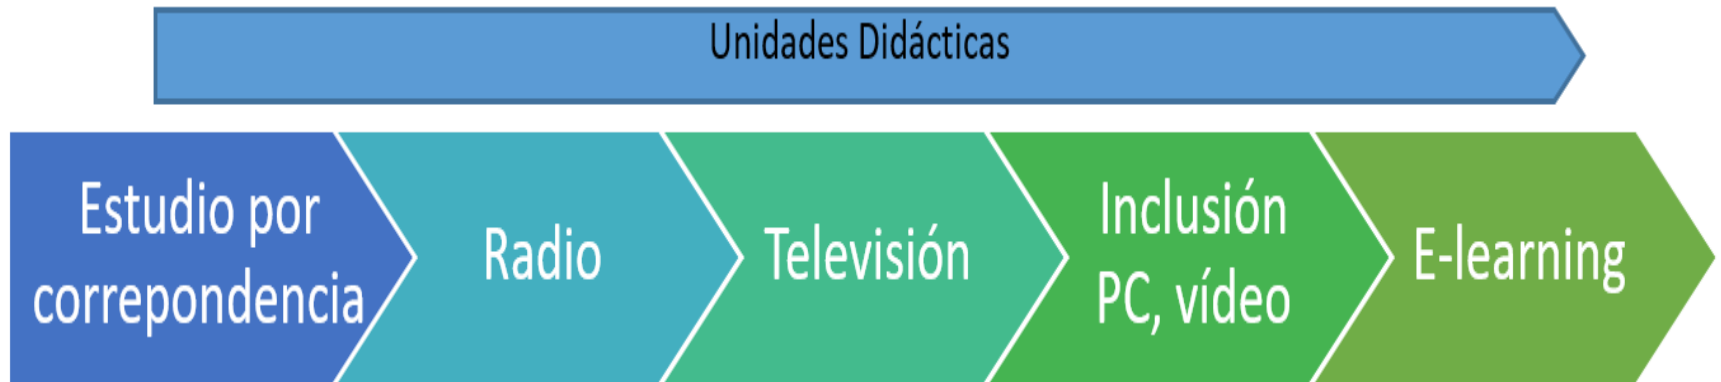 Unidades Didácticas
Estudio por
correpondencia
Radio
Televisión
Inclusión
PC, vídeo
E-learning